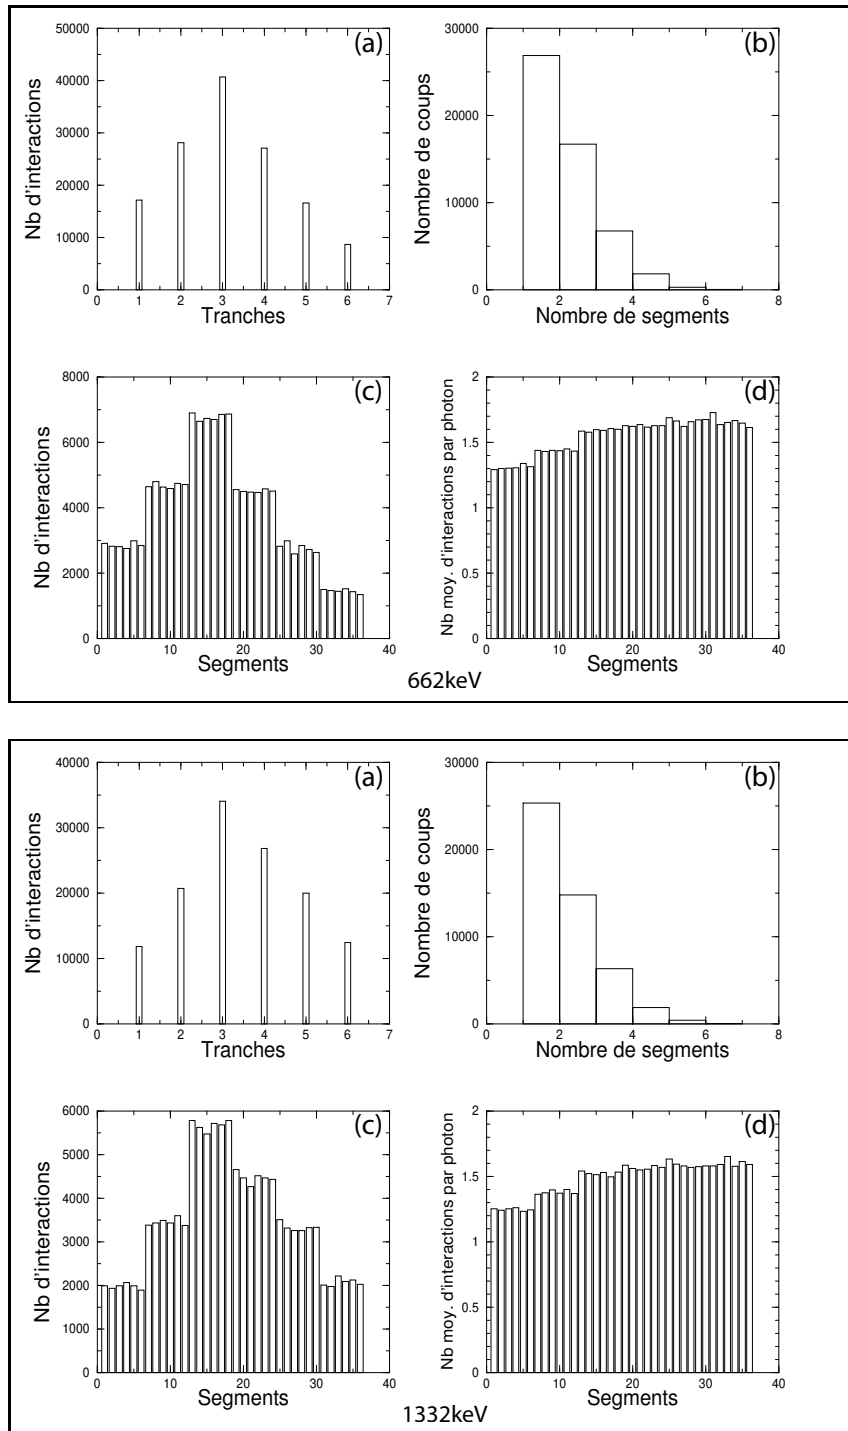 (a)
Nb d'interactions
50000
40000
30000
20000
10000
0
0 1 2 3 4 5 6 7
Tranches
(b)
Nombre de coups
30000
20000
10000
0
0 2 4 6 8
Nombre de segments
(c)
Nb d'interactions
8000
6000
4000
2000
0
0 10 20 30 40
Segments
(d)
Nb moy. d'interactions par photon
2
1.5
1
0.5
0
0 10 20 30 40
Segments
662keV
(a)
Nb d'interactions
40000
30000
20000
10000
0
0 1 2 3 4 5 6 7
Tranches
(b)
Nombre de coups
30000
20000
10000
0
0 2 4 6 8
Nombre de segments
(c)
Nb d'interactions
6000
5000
4000
3000
2000
1000
0
0 10 20 30 40
Segments
(d)
Nb moy. d'interactions par photon
2
1.5
1
0.5
0
0 10 20 30 40
Segments
1332keV